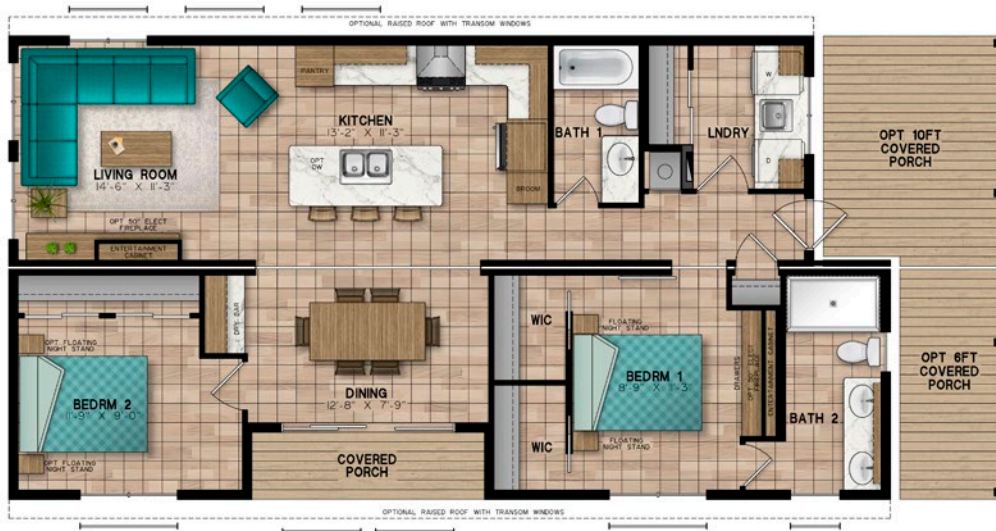 OPTIONAL RAISED ROOF WITH TRANSOM WINDOWS
PANTRY
KITCHEN
13'-2" X 11'-3"
OPT
DW
BROOM
BATH 1
LNDRY
W
D
LIVING ROOM
14'-6" X 11'-3"
OPT 50" ELECT
FIREPLACE
ENTERTAINMENT
CABINET
OPT 10FT
COVERED
PORCH
DRY BAR
OPT FLOATING
NIGHT STAND
BEDRM 2
11'-9" X 9'-0"
OPT FLOATING
NIGHT STAND
DINING
12'-8" X 7'-9"
COVERED
PORCH
WIC
WIC
FLOATING
NIGHT STAND
BEDRM 1
8'-9" X 11'-3"
FLOATING
NIGHT STAND
DRAWERS
OPT 50" ELECT
FIREPLACE
ENTERTAINMENT CABINET
BATH 2
OPT 6FT
COVERED
PORCH
OPTIONAL RAISED ROOF WITH TRANSOM WINDOWS